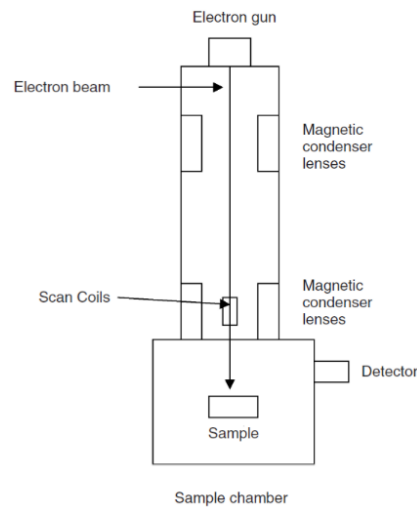 Electron gun
Electron beam
Magnetic
condenser
lenses
Scan Coils
Magnetic
condenser
lenses
Detector
Sample
Sample chamber